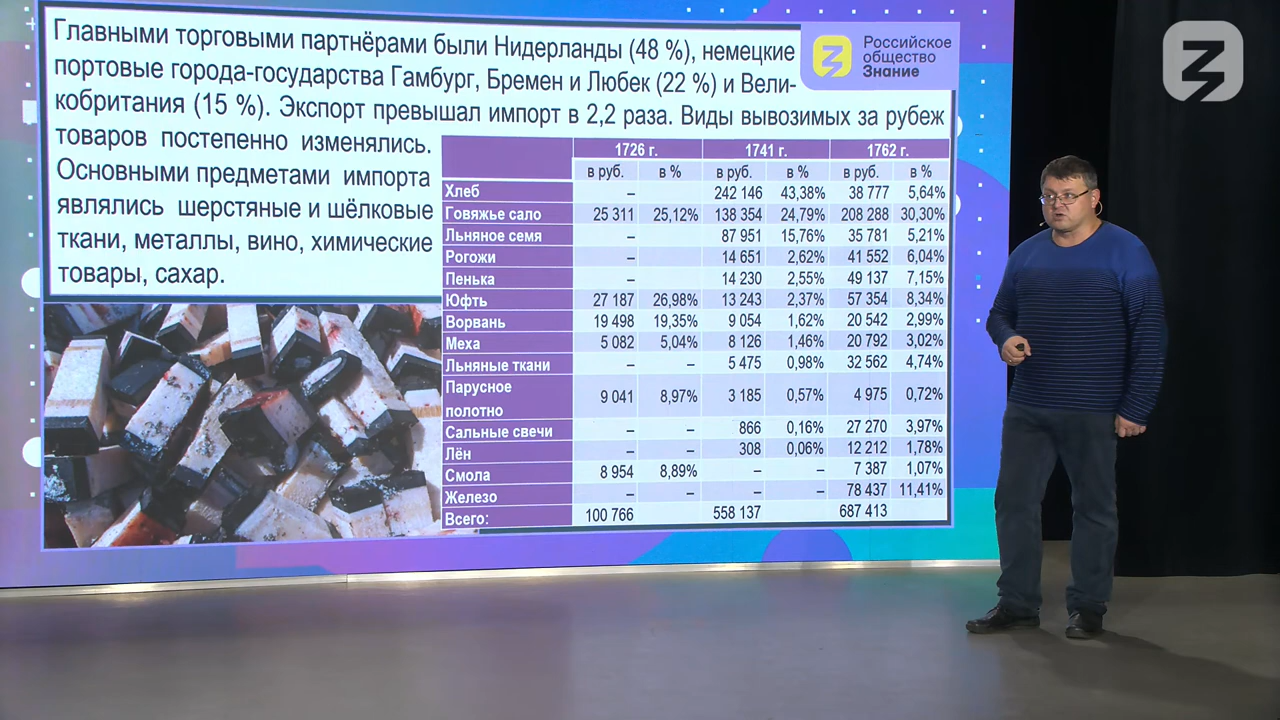 Главными торговыми партнёрами были Нидерланды (48 %), немецкие
портовые города-государства Гамбург, Бремен и Любек (22 %) и Вели-
кобритания (15 %). Экспорт превышал импорт в 2,2 раза. Виды вывозимых за рубеж
товаров постепенно изменялись.
Основными предметами импорта
являлись шерстяные и шёлковые
ткани, металлы, вино, химические
товары, сахар.
Российское
общество
Знание
1726 г. 1741 г. 1762 г.
в руб. в % в руб. в % в руб. в %
Хлеб – 242 146 43,38% 38 777 5,64%
Говяжье сало 25 311 25,12% 138 354 24,79% 208 288 30,30%
Льняное семя – 87 951 15,76% 35 781 5,21%
Рогожи – 14 651 2,62% 41 552 6,04%
Пенька – 14 230 2,55% 49 137 7,15%
Юфть 27 187 26,98% 13 243 2,37% 57 354 8,34%
Ворвань 19 498 19,35% 9 054 1,62% 20 542 2,99%
Меха 5 082 5,04% 8 126 1,46% 20 792 3,02%
Льняные ткани – – 5 475 0,98% 32 562 4,74%
Парусное
полотно 9 041 8,97% 3 185 0,57% 4 975 0,72%
Сальные свечи – – 866 0,16% 27 270 3,97%
Лён – – 308 0,06% 12 212 1,78%
Смола 8 954 8,89% – – 7 387 1,07%
Железо – – – – 78 437 11,41%
Всего: 100 766 558 137 687 413